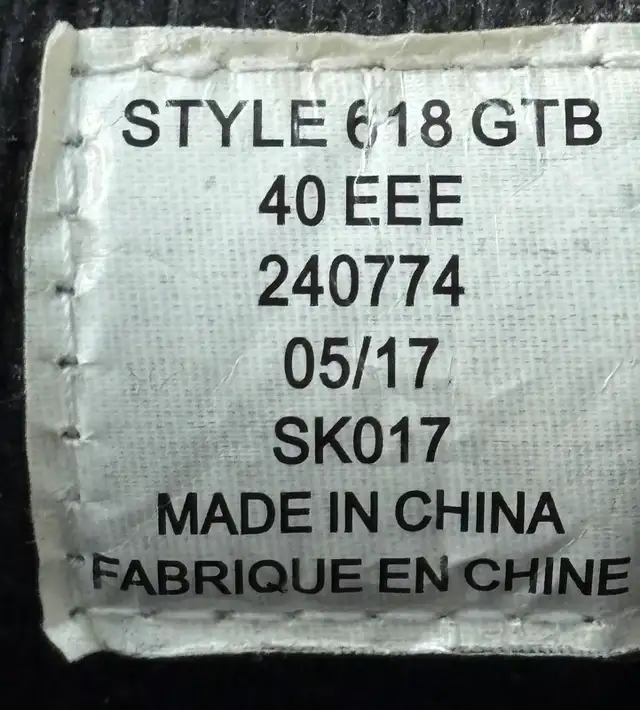 STYLE 618 GTB
40 EEE
240774
05/17
SK017
MADE IN CHINA
FABRIQUE EN CHINE